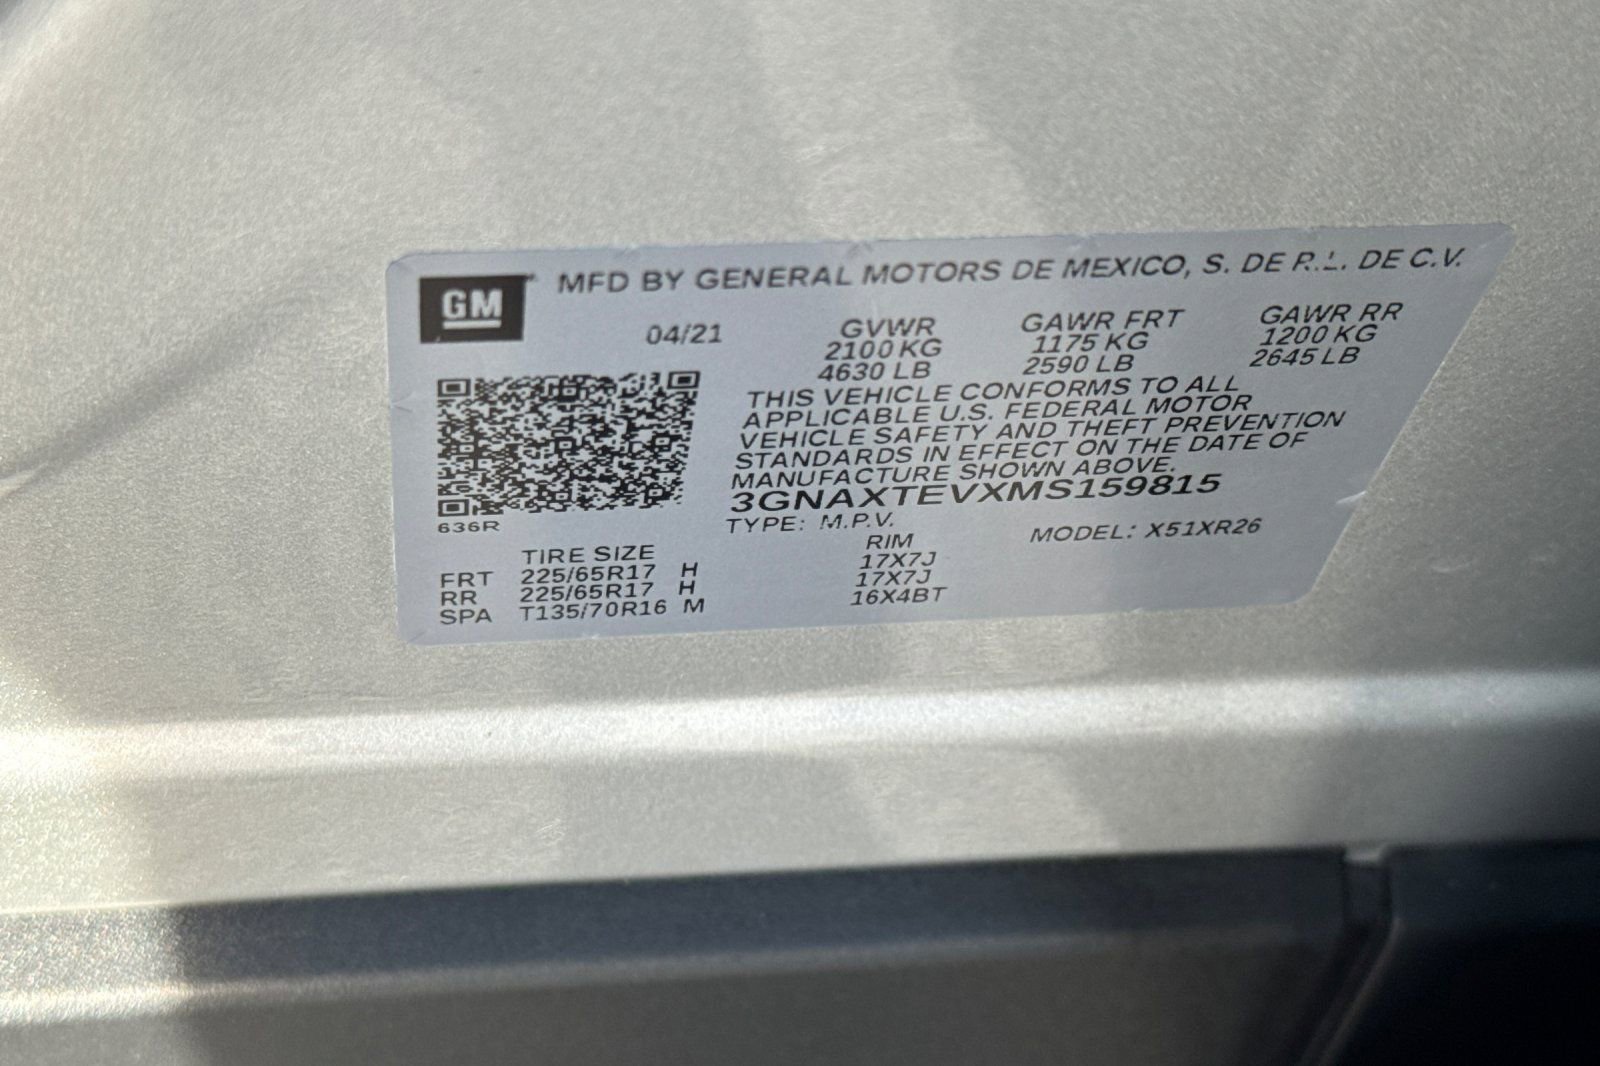 GM MFD BY GENERAL MOTORS DE MEXICO, S. DE R.L. DE C.V.
04/21 GVWR GAWR FRT GAWR RR
2100 KG 1175 KG 1200 KG
4630 LB 2590 LB 2645 LB
THIS VEHICLE CONFORMS TO ALL
APPLICABLE U.S. FEDERAL MOTOR
VEHICLE SAFETY AND THEFT PREVENTION
STANDARDS IN EFFECT ON THE DATE OF
MANUFACTURE SHOWN ABOVE.
3GNAXTEVXMS159815
636R TYPE: M.P.V. MODEL: X51XR26
TIRE SIZE RIM
FRT 225/65R17 H 17X7J
RR 225/65R17 H 17X7J
SPA T135/70R16 M 16X4BT